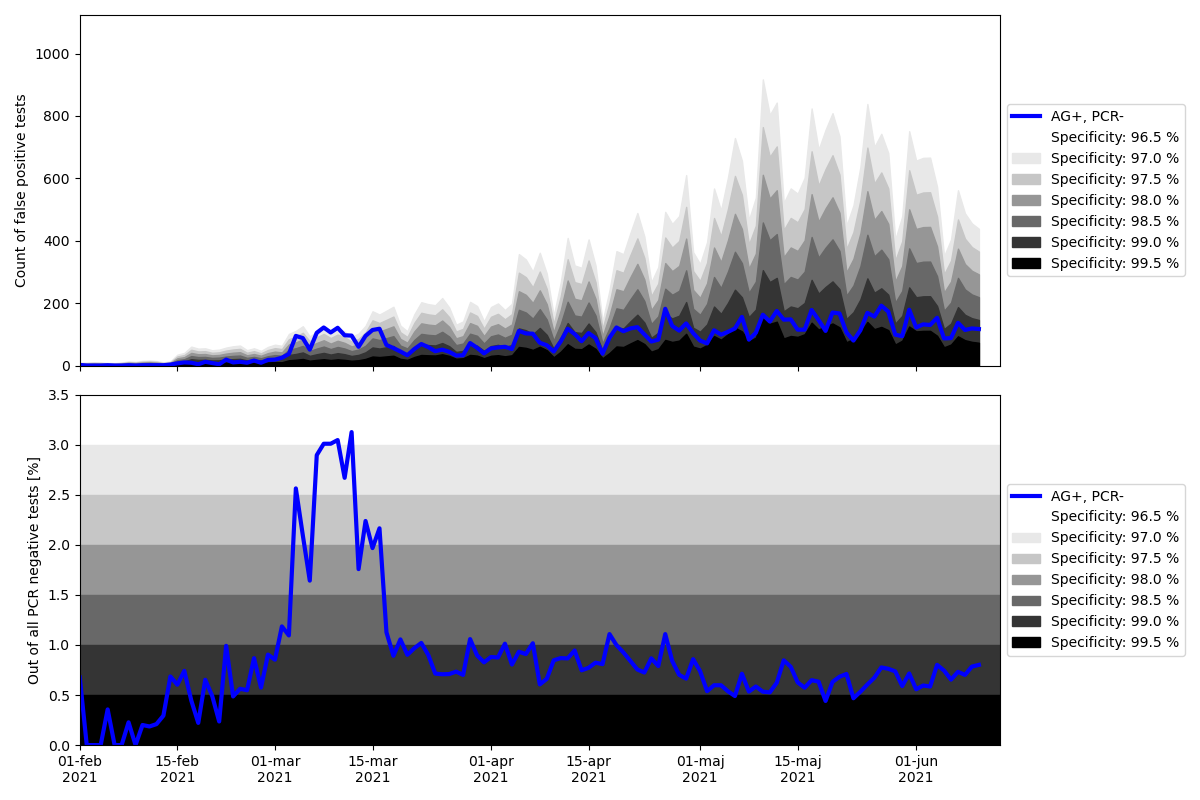 Count of false positive tests
1000
800
600
400
200
0
AG+, PCR-
Specificity: 96.5 %
Specificity: 97.0 %
Specificity: 97.5 %
Specificity: 98.0 %
Specificity: 98.5 %
Specificity: 99.0 %
Specificity: 99.5 %
Out of all PCR negative tests [%]
3.5
3.0
2.5
2.0
1.5
1.0
0.5
0.0
AG+, PCR-
Specificity: 96.5 %
Specificity: 97.0 %
Specificity: 97.5 %
Specificity: 98.0 %
Specificity: 98.5 %
Specificity: 99.0 %
Specificity: 99.5 %
01-feb 15-feb 01-mar 15-mar 01-apr 15-apr 01-maj 15-maj 01-jun
2021 2021 2021 2021 2021 2021 2021 2021 2021